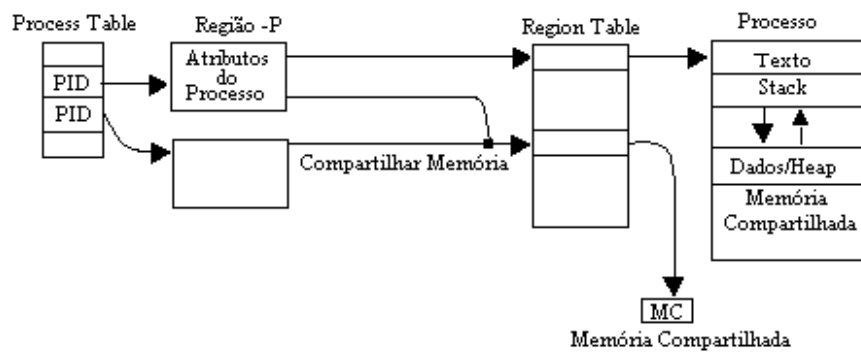 Process Table
Região -P
Region Table
Processo
Atributos
do
Processo
PID
PID
Compartilhar Memória
Texto
Stack
Dados/Heap
Memória
Compartilhada
MC
Memória Compartilhada